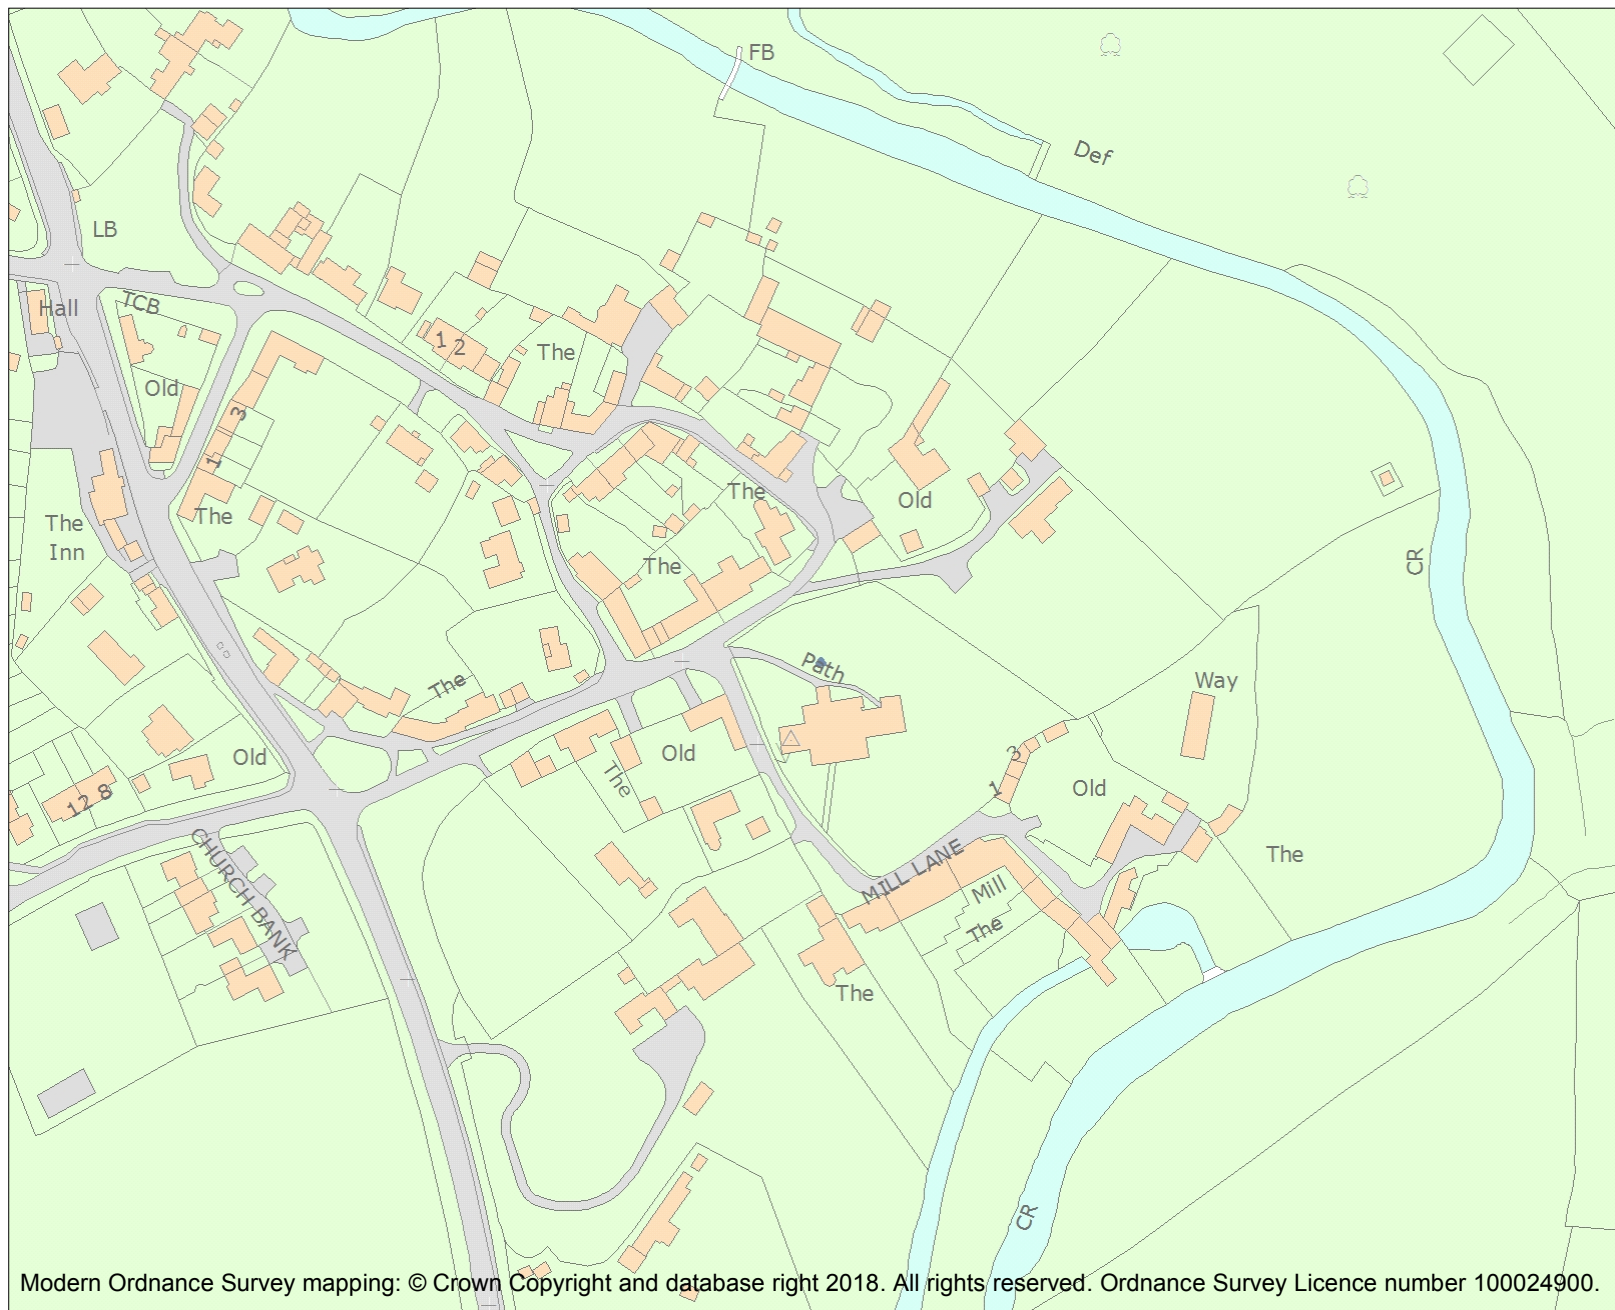 FB
Def
LB
TCB
Hall
1 2
The
Old
3
1
The
The
Old
The
Inn
The
CR
Path
The
Way
Old
Old
The
3
1
Old
12 8
CHURCH BANK
MILL LANE
The
Mill
The
The
CR
Modern Ordnance Survey mapping: © Crown Copyright and database right 2018. All rights reserved. Ordnance Survey Licence number 100024900.